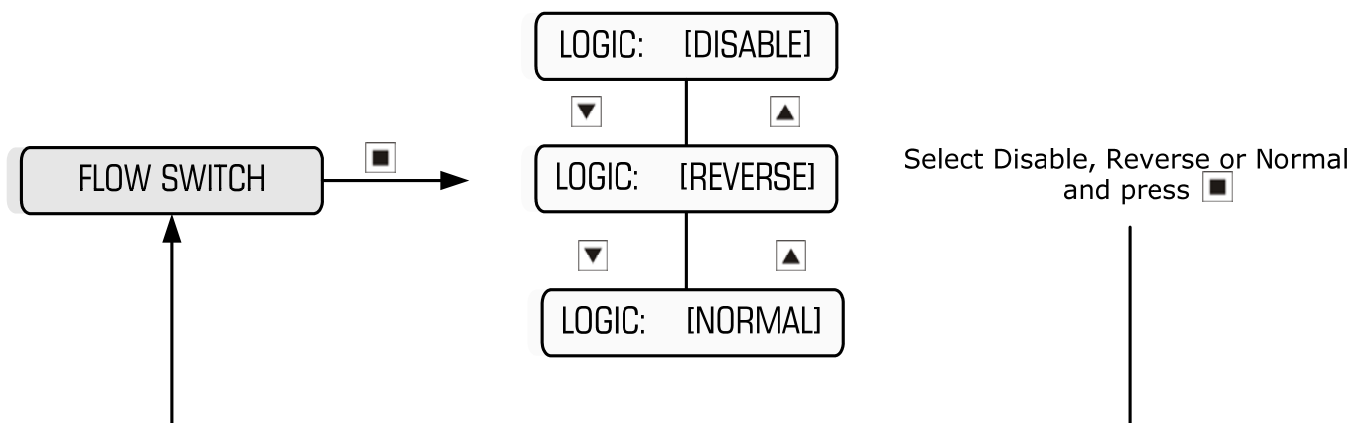 LOGIC: [DISABLE]
FLOW SWITCH
LOGIC: [REVERSE]
LOGIC: [NORMAL]
Select Disable, Reverse or Normal
and press